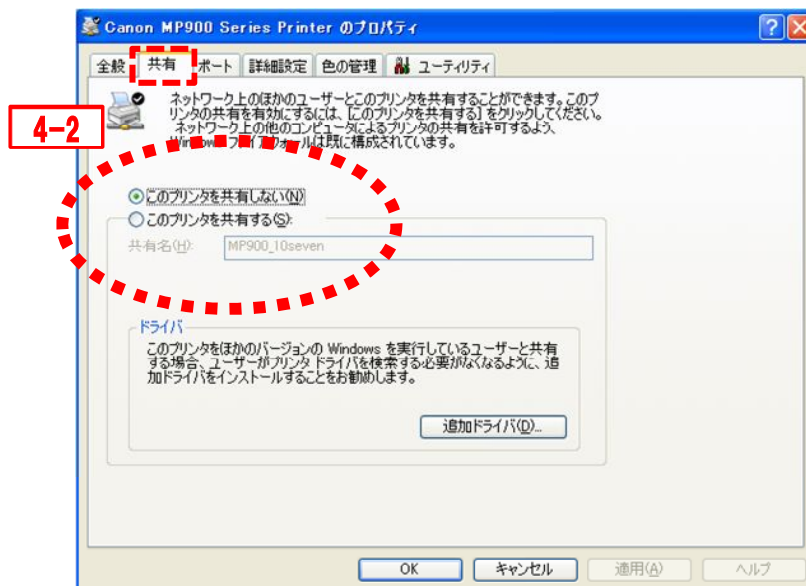 Canon MP900 Series Printer のプロパティ
全般 共有 ポート 詳細設定 色の管理 ユーティリティ
4-2
ネットワーク上のほかのユーザーとこのプリンタを共有することができます。このプ
リンタの共有を有効にするには、[このプリンタを共有する] をクリックしてください。
ネットワーク上の他のコンピュータによるプリンタの共有を許可するよう、
Windows ファイアウォールは既に構成されています。
このプリンタを共有しない(N)
このプリンタを共有する(S):
共有名(H): MP900_10seven
ドライバ
このプリンタをほかのバージョンの Windows を実行しているユーザーと共有
する場合、ユーザーがプリンタ ドライバを検索する必要がなくなるように、追
加ドライバをインストールすることをお勧めします。
追加ドライバ(D)...
OK キャンセル 適用(A) ヘルプ